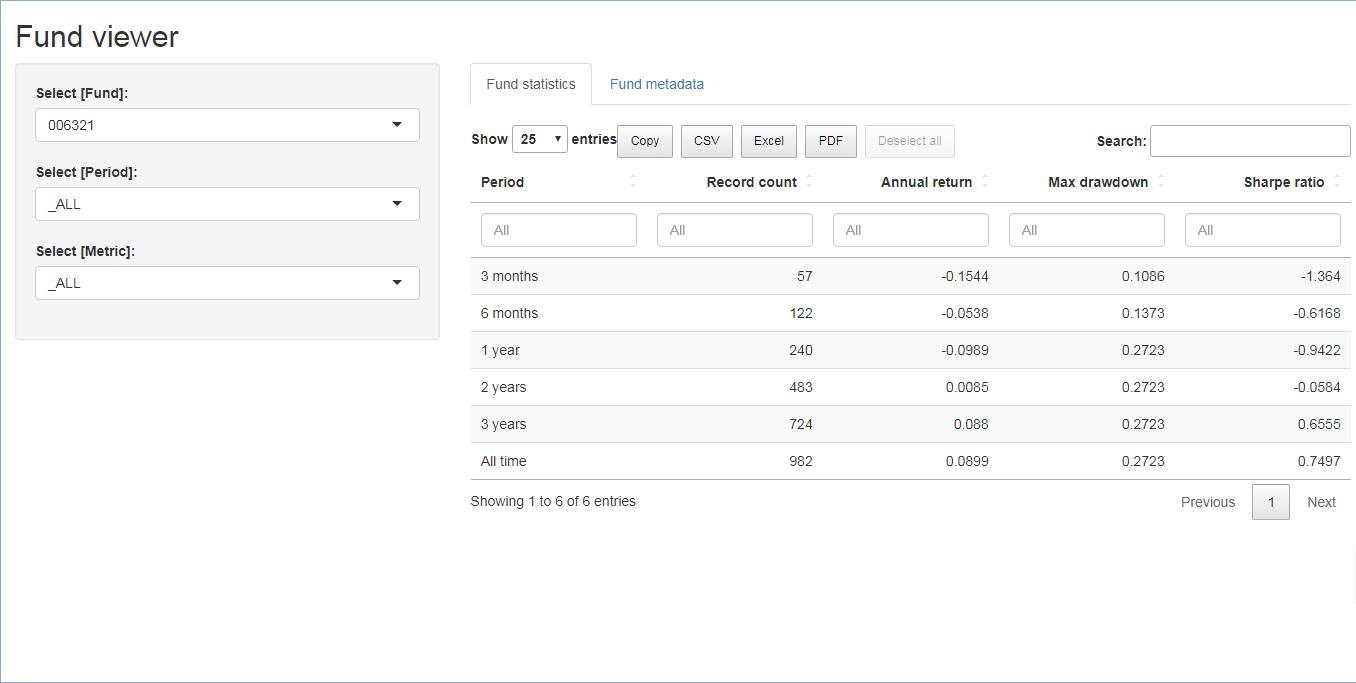 Fund viewer
Select [Fund]:
006321
Select [Period]:
_ALL
Select [Metric]:
_ALL
Fund statistics Fund metadata
Show 25 entries Copy CSV Excel PDF Deselect all Search:
Period Record count Annual return Max drawdown Sharpe ratio
All All All All All
3 months 57 -0.1544 0.1086 -1.364
6 months 122 -0.0538 0.1373 -0.6168
1 year 240 -0.0989 0.2723 -0.9422
2 years 483 0.0085 0.2723 -0.0584
3 years 724 0.088 0.2723 0.6555
All time 982 0.0899 0.2723 0.7497
Showing 1 to 6 of 6 entries Previous 1 Next